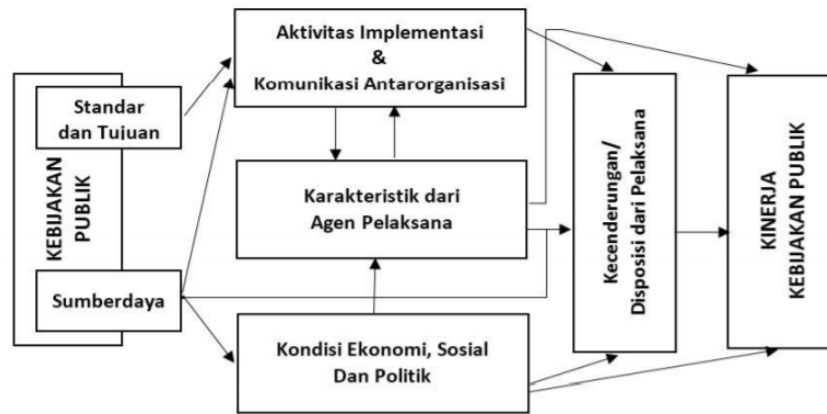 KEBIJAKAN
PUBLIK
Standar
dan Tujuan
Sumberdaya
Aktivitas Implementasi
&
Komunikasi Antarorganisasi
Karakteristik dari
Agen Pelaksana
Kondisi Ekonomi, Sosial
Dan Politik
Kecenderungan/
Disposisi dari Pelaksana
KINERJA
KEBIJAKAN PUBLIK